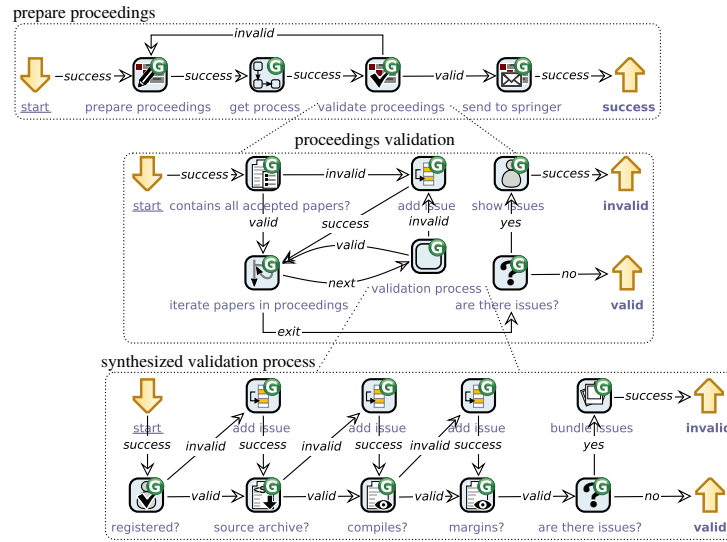 prepare proceedings
invalid
success success success valid success
start prepare proceedings get process validate proceedings send to springer success
proceedings validation
success invalid success
start contains all accepted papers? add issue show issues invalid
valid success invalid yes
valid
next no
iterate papers in proceedings validation process are there issues? valid
exit
synthesized validation process
success
start add issue add issue add issue bundle issues invalid
success invalid success invalid success invalid success yes
valid valid valid valid no
registered? source archive? compiles? margins? are there issues? valid
G G G G
G G G
G G G
G G G G
G G G G G